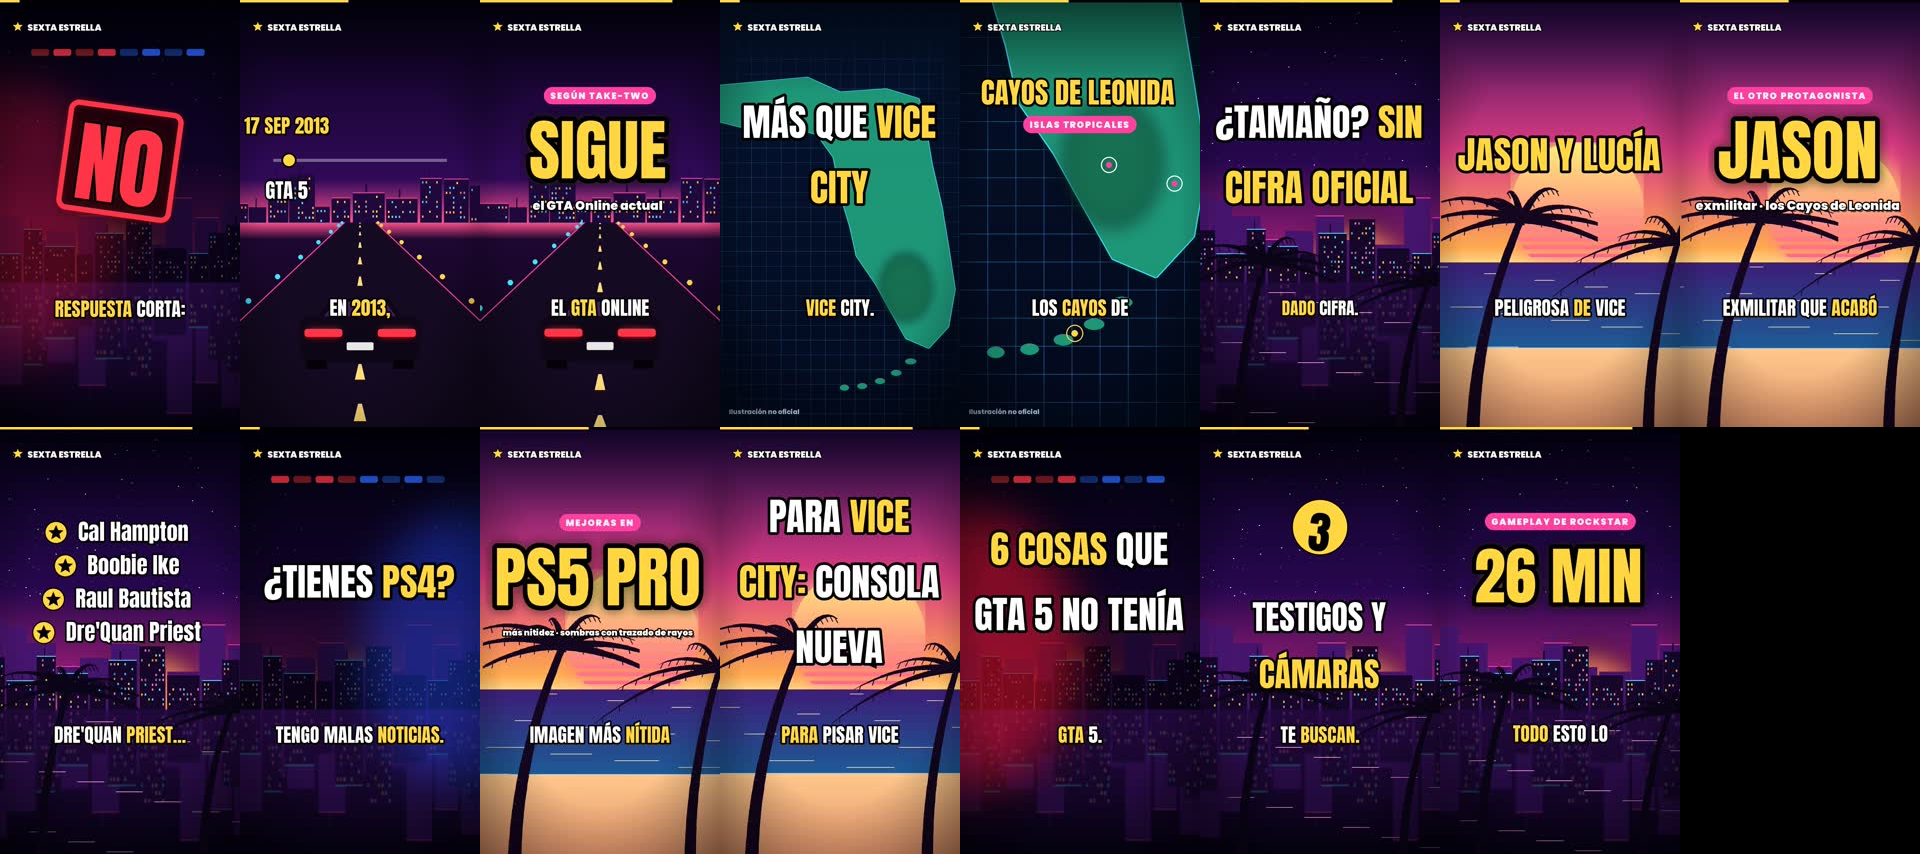 SEXTA ESTRELLA
NO
RESPUESTA CORTA:
SEXTA ESTRELLA
17 SEP 2013
GTA 5
EN 2013,
SEXTA ESTRELLA
SEGÚN TAKE-TWO
SIGUE
el GTA Online actual
EL GTA ONLINE
SEXTA ESTRELLA
MÁS QUE VICE
CITY
VICE CITY.
Ilustración no oficial
SEXTA ESTRELLA
CAYOS DE LEONIDA
ISLAS TROPICALES
LOS CAYOS DE
Ilustración no oficial
SEXTA ESTRELLA
¿TAMAÑO? SIN
CIFRA OFICIAL
DADO CIFRA.
SEXTA ESTRELLA
JASON Y LUCÍA
PELIGROSA DE VICE
SEXTA ESTRELLA
EL OTRO PROTAGONISTA
JASON
exmilitar · los Cayos de Leonida
EXMILITAR QUE ACABÓ
SEXTA ESTRELLA
Cal Hampton
Boobie Ike
Raul Bautista
Dre'Quan Priest
DRE'QUAN PRIEST...
SEXTA ESTRELLA
¿TIENES PS4?
TENGO MALAS NOTICIAS.
SEXTA ESTRELLA
MEJORAS EN
PS5 PRO
más nitidez · sombras con trazado de rayos
IMAGEN MÁS NÍTIDA
SEXTA ESTRELLA
PARA VICE
CITY: CONSOLA
NUEVA
PARA PISAR VICE
SEXTA ESTRELLA
6 COSAS QUE
GTA 5 NO TENÍA
GTA 5.
SEXTA ESTRELLA
3
TESTIGOS Y
CÁMARAS
TE BUSCAN.
SEXTA ESTRELLA
GAMEPLAY DE ROCKSTAR
26 MIN
TODO ESTO LO